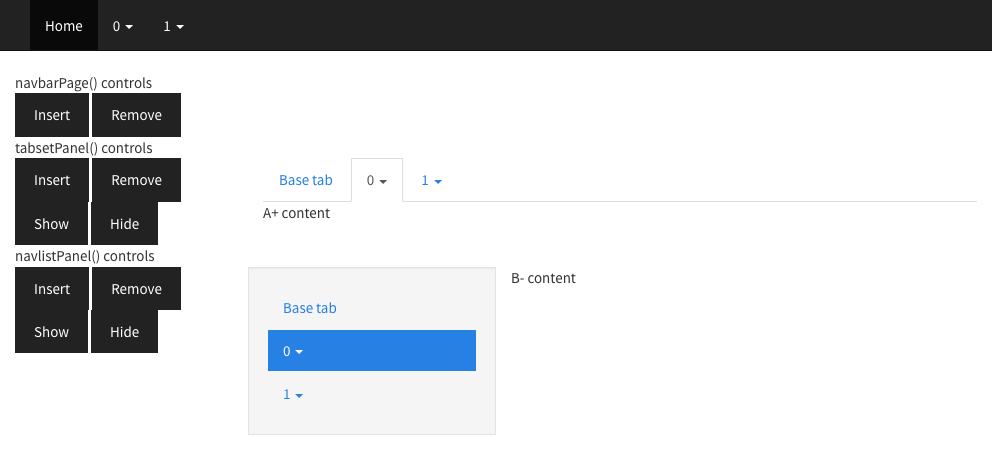 Home 0 1
navbarPage() controls
Insert Remove
tabsetPanel() controls
Insert Remove
Show Hide
Base tab 0 1
A+ content
navlistPanel() controls
Insert Remove
Show Hide
Base tab
0
1
B- content